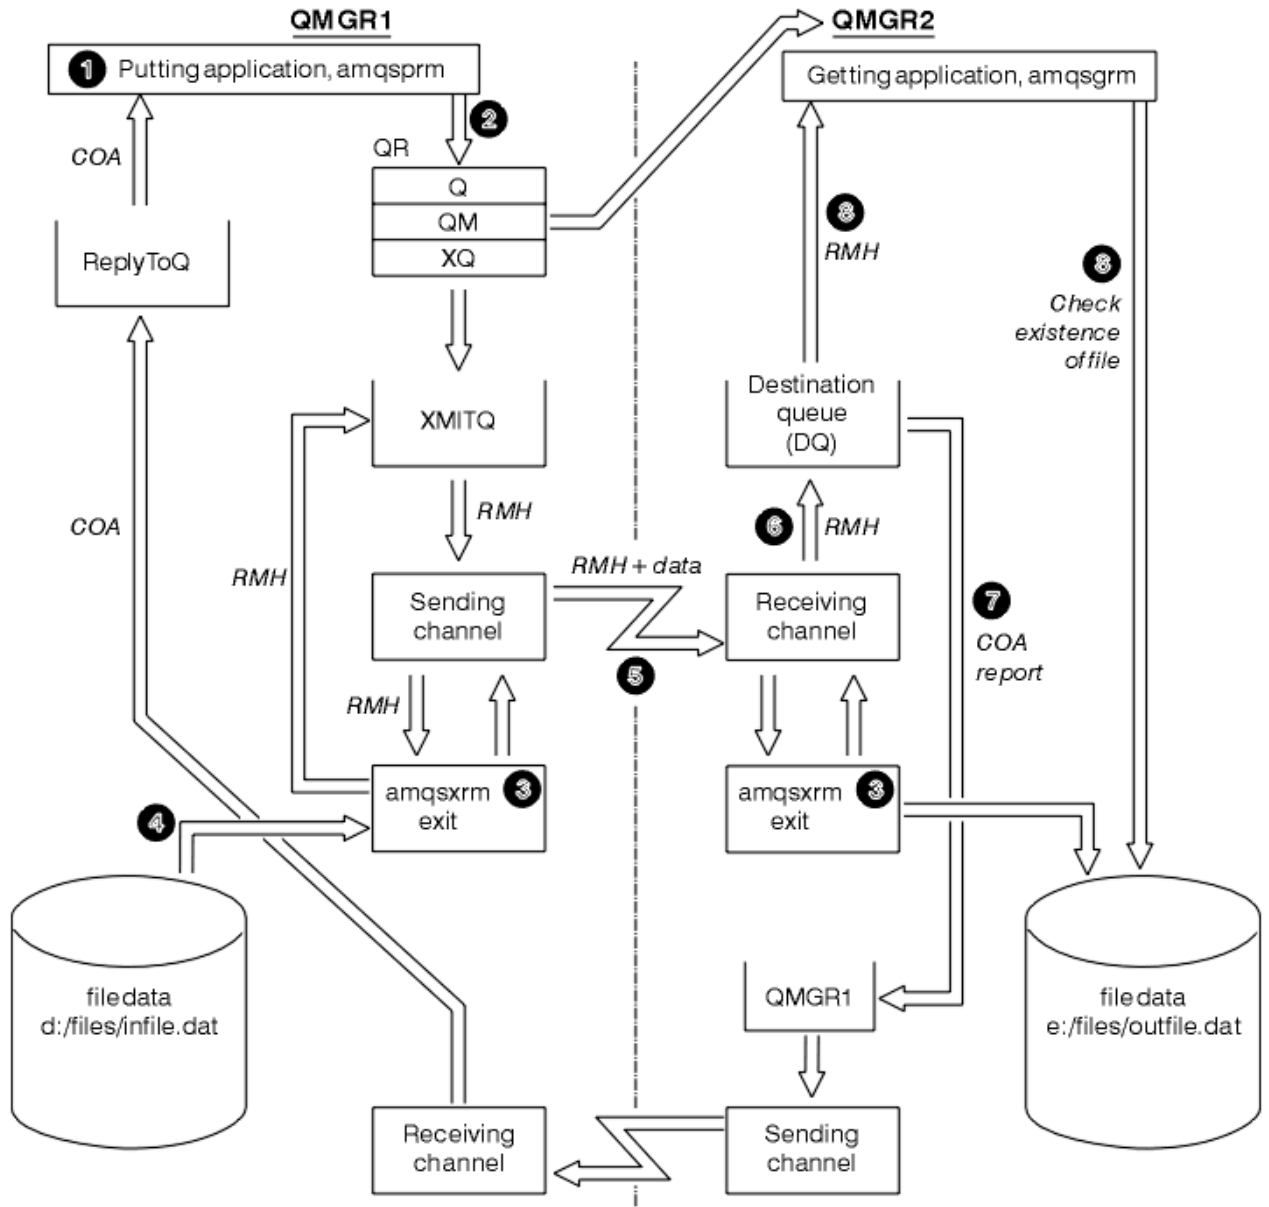 QMGR1
QMGR2
1 Putting application, amqsprm
Getting application, amqsgrm
2
COA
QR
Q
QM
XQ
8
RMH
ReplyToQ
8
Check
existence
of file
Destination
queue
(DQ)
XMITQ
RMH
COA
6 RMH
RMH
RMH + data
7
COA
report
Sending
channel
Receiving
channel
5
RMH
amqsxrm 3
exit
amqsxrm 3
exit
4
file data
d:/files/infile.dat
QMGR1
file data
e:/files/outfile.dat
Receiving
channel
Sending
channel